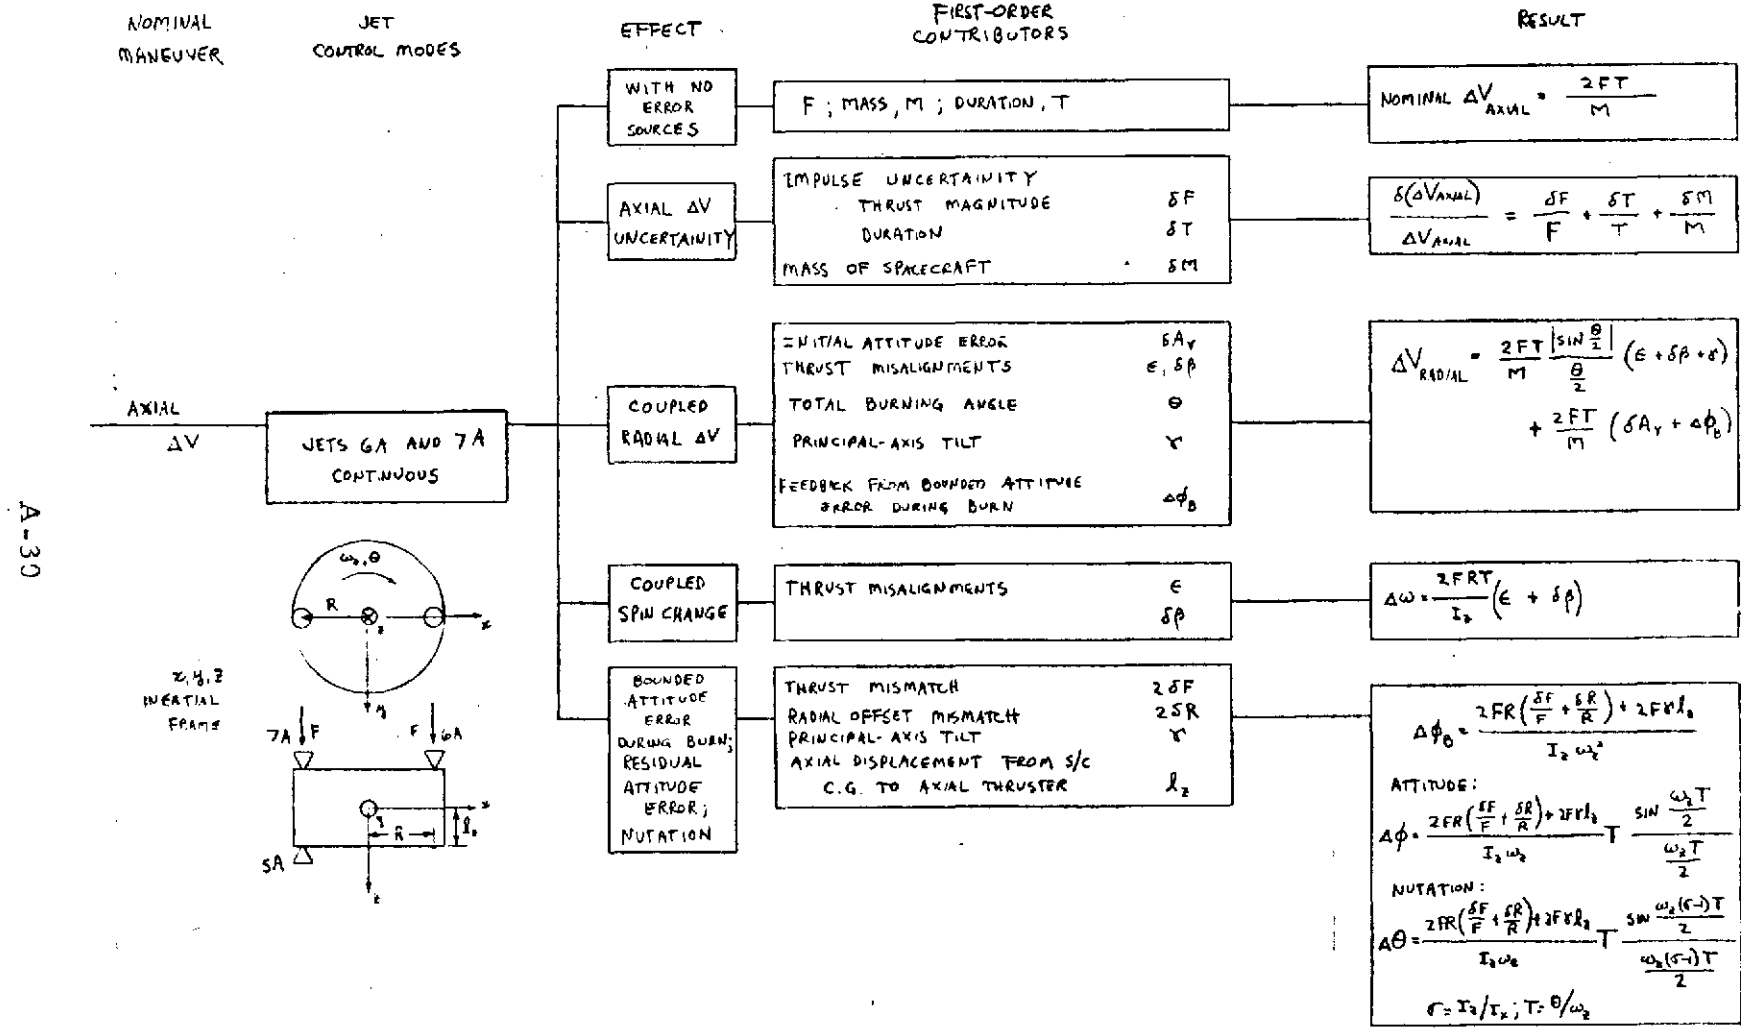 NOMINAL MANEUVER
JET CONTROL MODES
EFFECT
FIRST-ORDER CONTRIBUTORS
RESULT
AXIAL
ΔV
JETS 6A AND 7A
CONTINUOUS
WITH NO
ERROR
SOURCES
F ; MASS, M ; DURATION, T
NOMINAL ΔV_AXIAL = 2FT / M
AXIAL ΔV
UNCERTAINITY
IMPULSE UNCERTAINITY
THRUST MAGNITUDE δF
DURATION δT
MASS OF SPACECRAFT δM
δ(ΔV_AXIAL) / ΔV_AXIAL = δF/F + δT/T + δM/M
COUPLED
RADIAL ΔV
INITIAL ATTITUDE ERROR δA_Y
THRUST MISALIGNMENTS ε, δβ
TOTAL BURNING ANGLE θ
PRINCIPAL-AXIS TILT γ
FEEDBACK FROM BOUNDED ATTITUDE
ERROR DURING BURN Δϕ_B
ΔV_RADIAL = 2FT/M |sin θ/2| / (θ/2) (ε + δβ + γ)
+ 2FT/M (δA_Y + Δϕ_B)
COUPLED
SPIN CHANGE
THRUST MISALIGNMENTS ε
δβ
Δω = 2FRT/I_z (ε + δβ)
BOUNDED
ATTITUDE
ERROR
DURING BURN;
RESIDUAL
ATTITUDE
ERROR;
NUTATION
THRUST MISMATCH 2δF
RADIAL OFFSET MISMATCH 2δR
PRINCIPAL-AXIS TILT γ
AXIAL DISPLACEMENT FROM S/C
C.G. TO AXIAL THRUSTER l_z
Δϕ_B = (2FR(δF/F + δR/R) + 2Fγl_z) / (I_z ω_z²)
ATTITUDE:
Δϕ = (2FR(δF/F + δR/R) + 2Fγl_z) / (I_z ω_z) T sin(ω_z T/2) / (ω_z T/2)
NUTATION:
Δθ = (2FR(δF/F + δR/R) + 2Fγl_z) / (I_z ω_z) T sin(ω_z(σ-1)T/2) / (ω_z(σ-1)T/2)
σ = I_z/I_x ; T = θ/ω_z
ω_z, θ
R
z
x
y
x, y, z
INERTIAL
FRAME
7A F
F 6A
y
x
R
l_z
5A
z
A-30